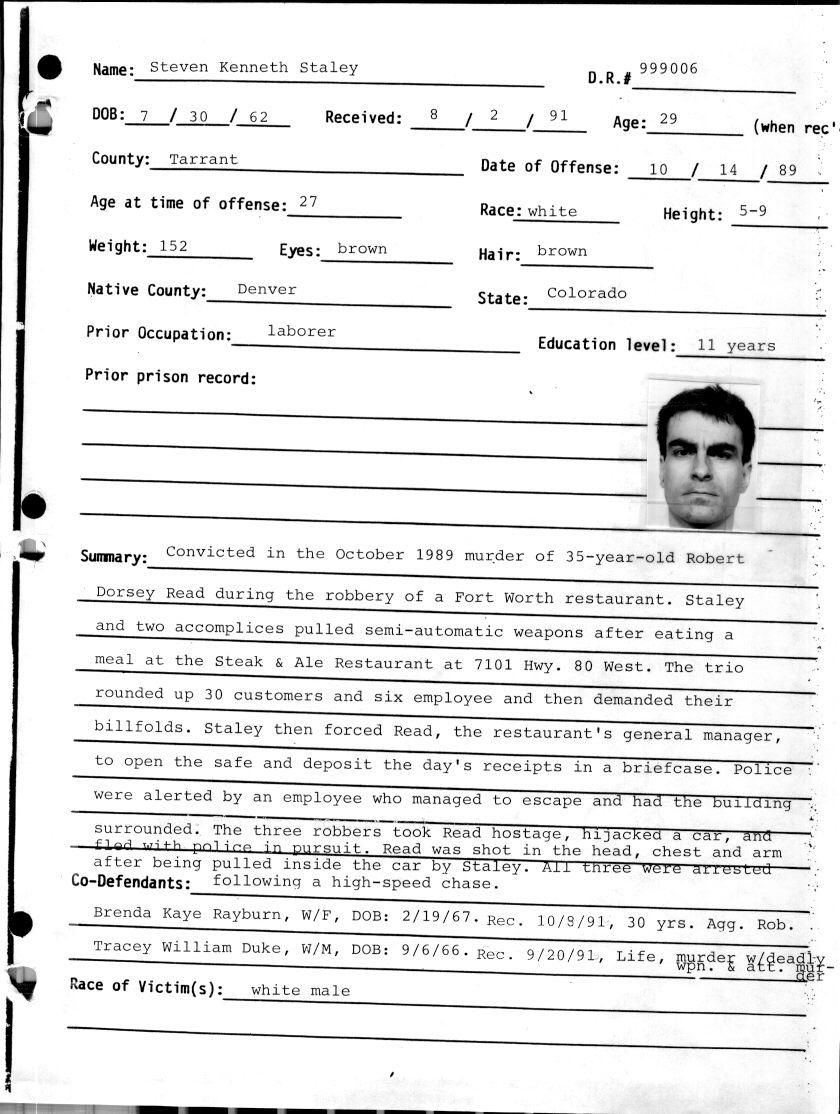 Name: Steven Kenneth Staley D.R.# 999006
DOB: 7 / 30 / 62 Received: 8 / 2 / 91 Age: 29 (when rec'
County: Tarrant Date of Offense: 10 / 14 / 89
Age at time of offense: 27 Race: white Height: 5-9
Weight: 152 Eyes: brown Hair: brown
Native County: Denver State: Colorado
Prior Occupation: laborer Education level: 11 years
Prior prison record:
Summary: Convicted in the October 1989 murder of 35-year-old Robert
Dorsey Read during the robbery of a Fort Worth restaurant. Staley
and two accomplices pulled semi-automatic weapons after eating a
meal at the Steak & Ale Restaurant at 7101 Hwy. 80 West. The trio
rounded up 30 customers and six employee and then demanded their
billfolds. Staley then forced Read, the restaurant's general manager,
to open the safe and deposit the day's receipts in a briefcase. Police
were alerted by an employee who managed to escape and had the building
surrounded. The three robbers took Read hostage, hijacked a car, and
fled with police in pursuit. Read was shot in the head, chest and arm
after being pulled inside the car by Staley. All three were arrested
Co-Defendants: following a high-speed chase.
Brenda Kaye Rayburn, W/F, DOB: 2/19/67. Rec. 10/8/91, 30 yrs. Agg. Rob.
Tracey William Duke, W/M, DOB: 9/6/66. Rec. 9/20/91, Life, murder w/deadly
wpn. & att. mur-
der
Race of Victim(s): white male